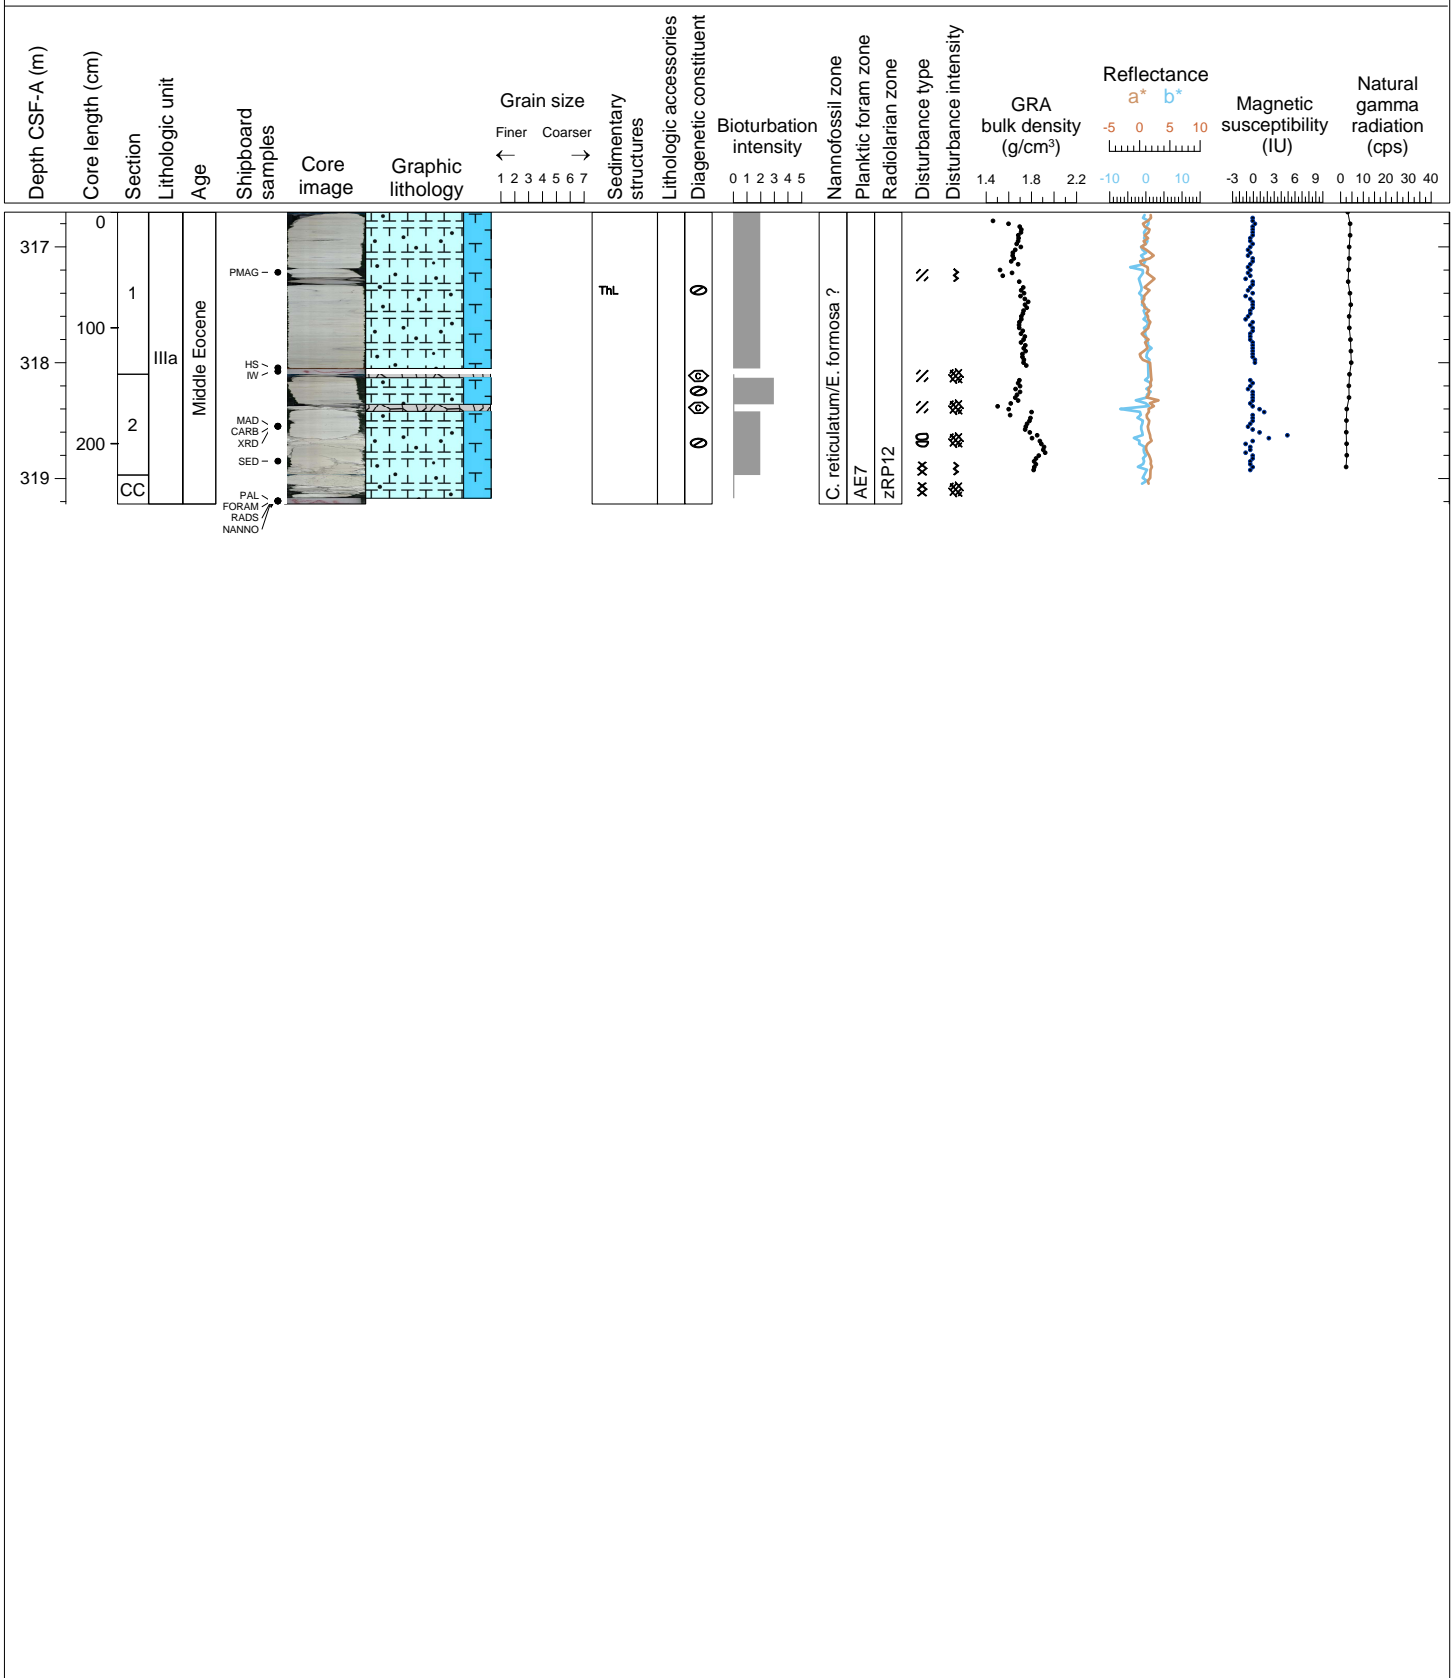 Depth CSF-A (m)
Core length (cm)
Section
Lithologic unit
Age
Shipboard
samples
Core
image
Graphic
lithology
Grain size
Finer Coarser
← →
1 2 3 4 5 6 7
Sedimentary
structures
Lithologic accessories
Diagenetic constituent
Bioturbation
intensity
0 1 2 3 4 5
Nannofossil zone
Planktic foram zone
Radiolarian zone
Disturbance type
Disturbance intensity
GRA
bulk density
(g/cm³)
1.4 1.8 2.2
Reflectance
a* b*
-5 0 5 10
-10 0 10
Magnetic
susceptibility
(IU)
-3 0 3 6 9
Natural
gamma
radiation
(cps)
0 10 20 30 40
317
318
319
0
100
200
1
2
CC
IIIa
Middle Eocene
PMAG
HS
IW
MAD
CARB
XRD
SED
PAL
FORAM
RADS
NANNO
ThL
C
C
C. reticulatum/E. formosa ?
AE7
zRP12